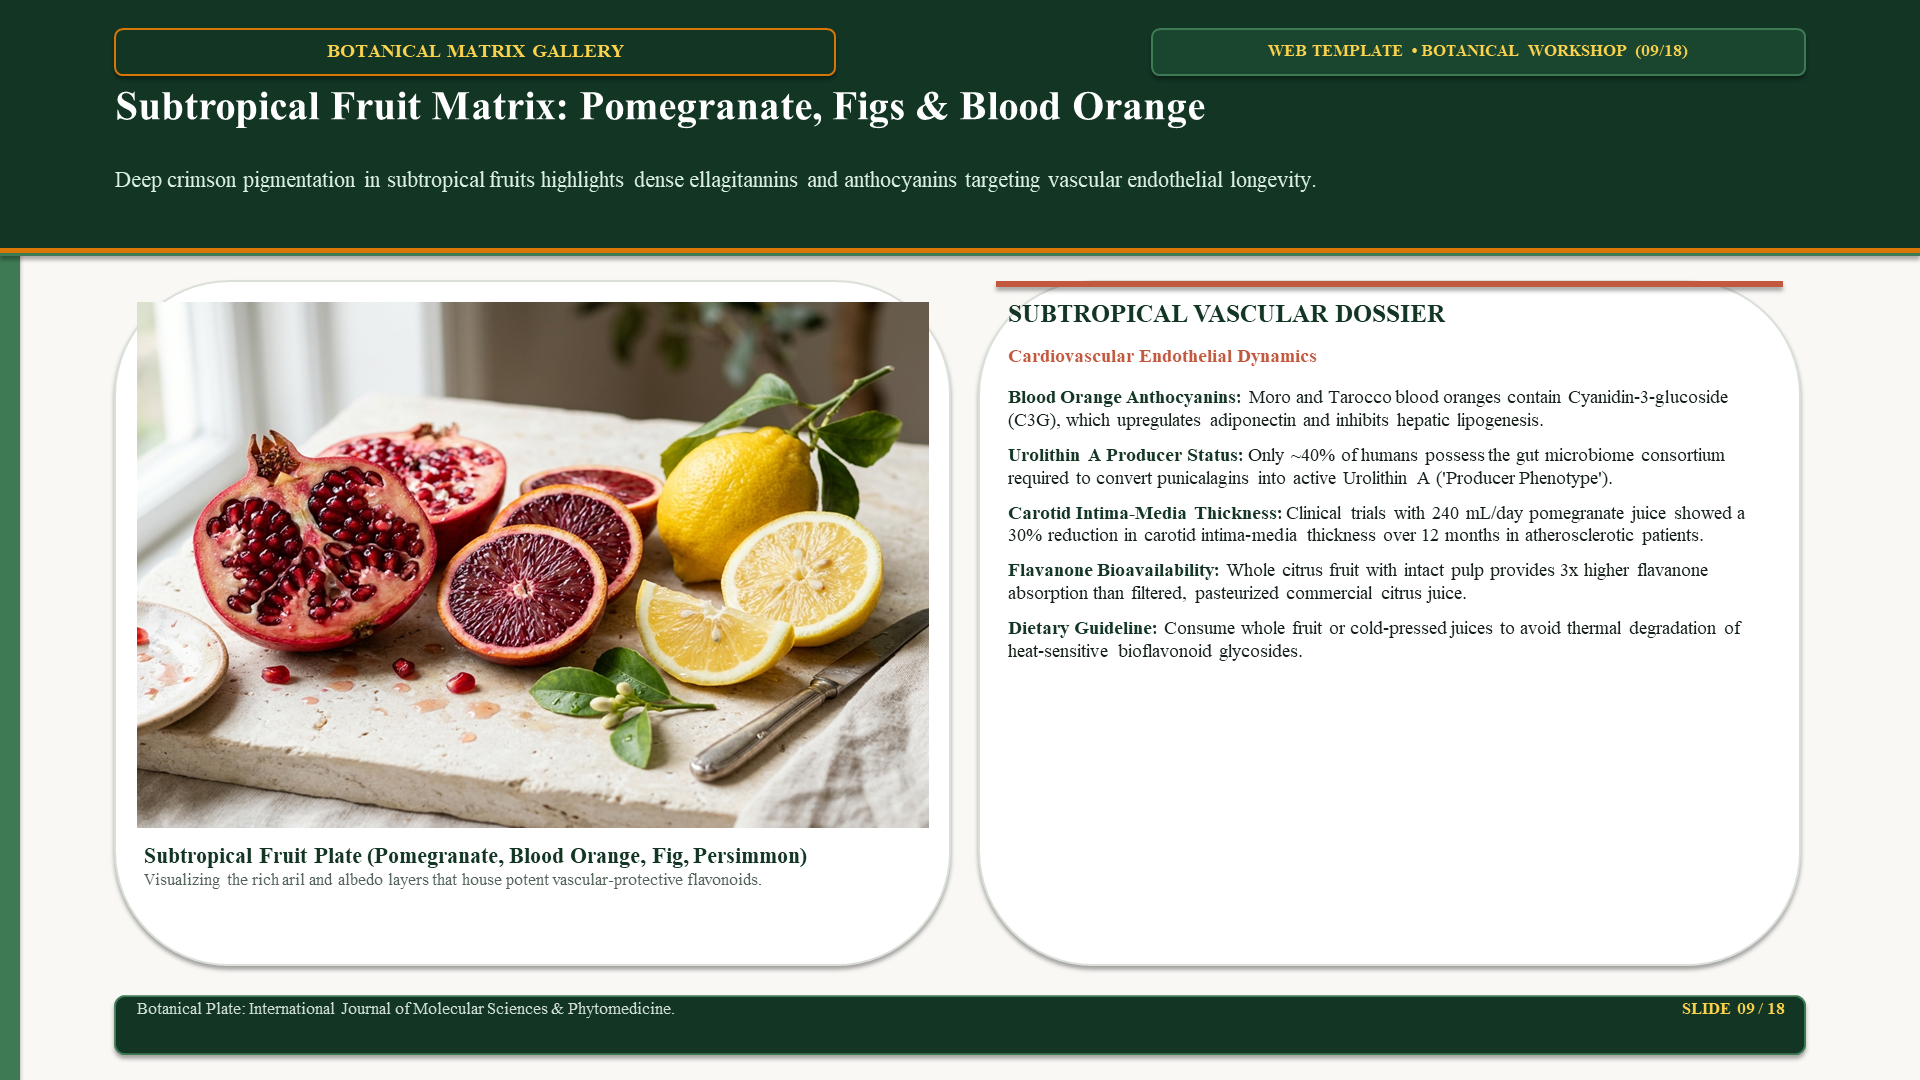 BOTANICAL MATRIX GALLERY
WEB TEMPLATE • BOTANICAL WORKSHOP (09/18)
Subtropical Fruit Matrix: Pomegranate, Figs & Blood Orange
Deep crimson pigmentation in subtropical fruits highlights dense ellagitannins and anthocyanins targeting vascular endothelial longevity.
Subtropical Fruit Plate (Pomegranate, Blood Orange, Fig, Persimmon)
Visualizing the rich aril and albedo layers that house potent vascular-protective flavonoids.
SUBTROPICAL VASCULAR DOSSIER
Cardiovascular Endothelial Dynamics
Blood Orange Anthocyanins: Moro and Tarocco blood oranges contain Cyanidin-3-glucoside
(C3G), which upregulates adiponectin and inhibits hepatic lipogenesis.
Urolithin A Producer Status: Only ~40% of humans possess the gut microbiome consortium
required to convert punicalagins into active Urolithin A ('Producer Phenotype').
Carotid Intima-Media Thickness: Clinical trials with 240 mL/day pomegranate juice showed a
30% reduction in carotid intima-media thickness over 12 months in atherosclerotic patients.
Flavanone Bioavailability: Whole citrus fruit with intact pulp provides 3x higher flavanone
absorption than filtered, pasteurized commercial citrus juice.
Dietary Guideline: Consume whole fruit or cold-pressed juices to avoid thermal degradation of
heat-sensitive bioflavonoid glycosides.
Botanical Plate: International Journal of Molecular Sciences & Phytomedicine.
SLIDE 09 / 18